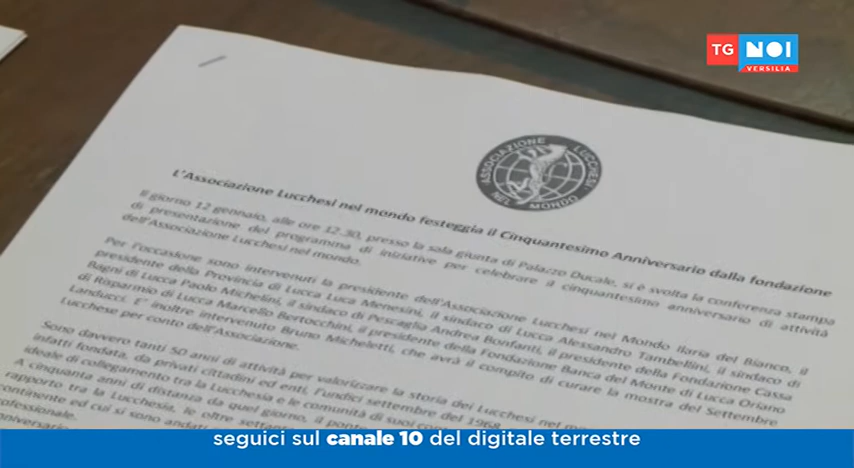 TG NOI
VERSILIA
ASSOCIAZIONE LUCCHESI
NEL MONDO
L'Associazione Lucchesi nel mondo festeggia il Cinquantesimo Anniversario dalla fondazione
Il giorno 12 gennaio, alle ore 12.30, presso la sala giunta di Palazzo Ducale, si è svolta la conferenza stampa
di presentazione del programma di iniziative per celebrare il cinquantesimo anniversario di attività
dell'Associazione Lucchesi nel mondo.
Per l'occasione sono intervenuti la presidente dell'Associazione Lucchesi nel Mondo Ilaria del Bianco, il
presidente della Provincia di Lucca Luca Menesini, il sindaco di Lucca Alessandro Tambellini, il sindaco di
Bagni di Lucca Paolo Michelini, il sindaco di Pescaglia Andrea Bonfanti, il presidente della Fondazione Cassa
di Risparmio di Lucca Marcello Bertocchini, il presidente della Fondazione Banca del Monte di Lucca Oriano
Landucci. E' inoltre intervenuto Bruno Micheletti, che avrà il compito di curare la mostra del Settembre
Lucchese per conto dell'Associazione.
Sono davvero tanti 50 anni di attività per valorizzare la storia dei Lucchesi nel
infatti fondata, da privati cittadini ed enti, l'undici settembre del 1968
ideale di collegamento tra la Lucchesia e le comunità di suoi
A cinquanta anni di distanza da quel giorno, il ponte
rapporto tra la Lucchesia, le oltre
continente ed cui si sono andati
professionale.
seguici sul canale 10 del digitale terrestre